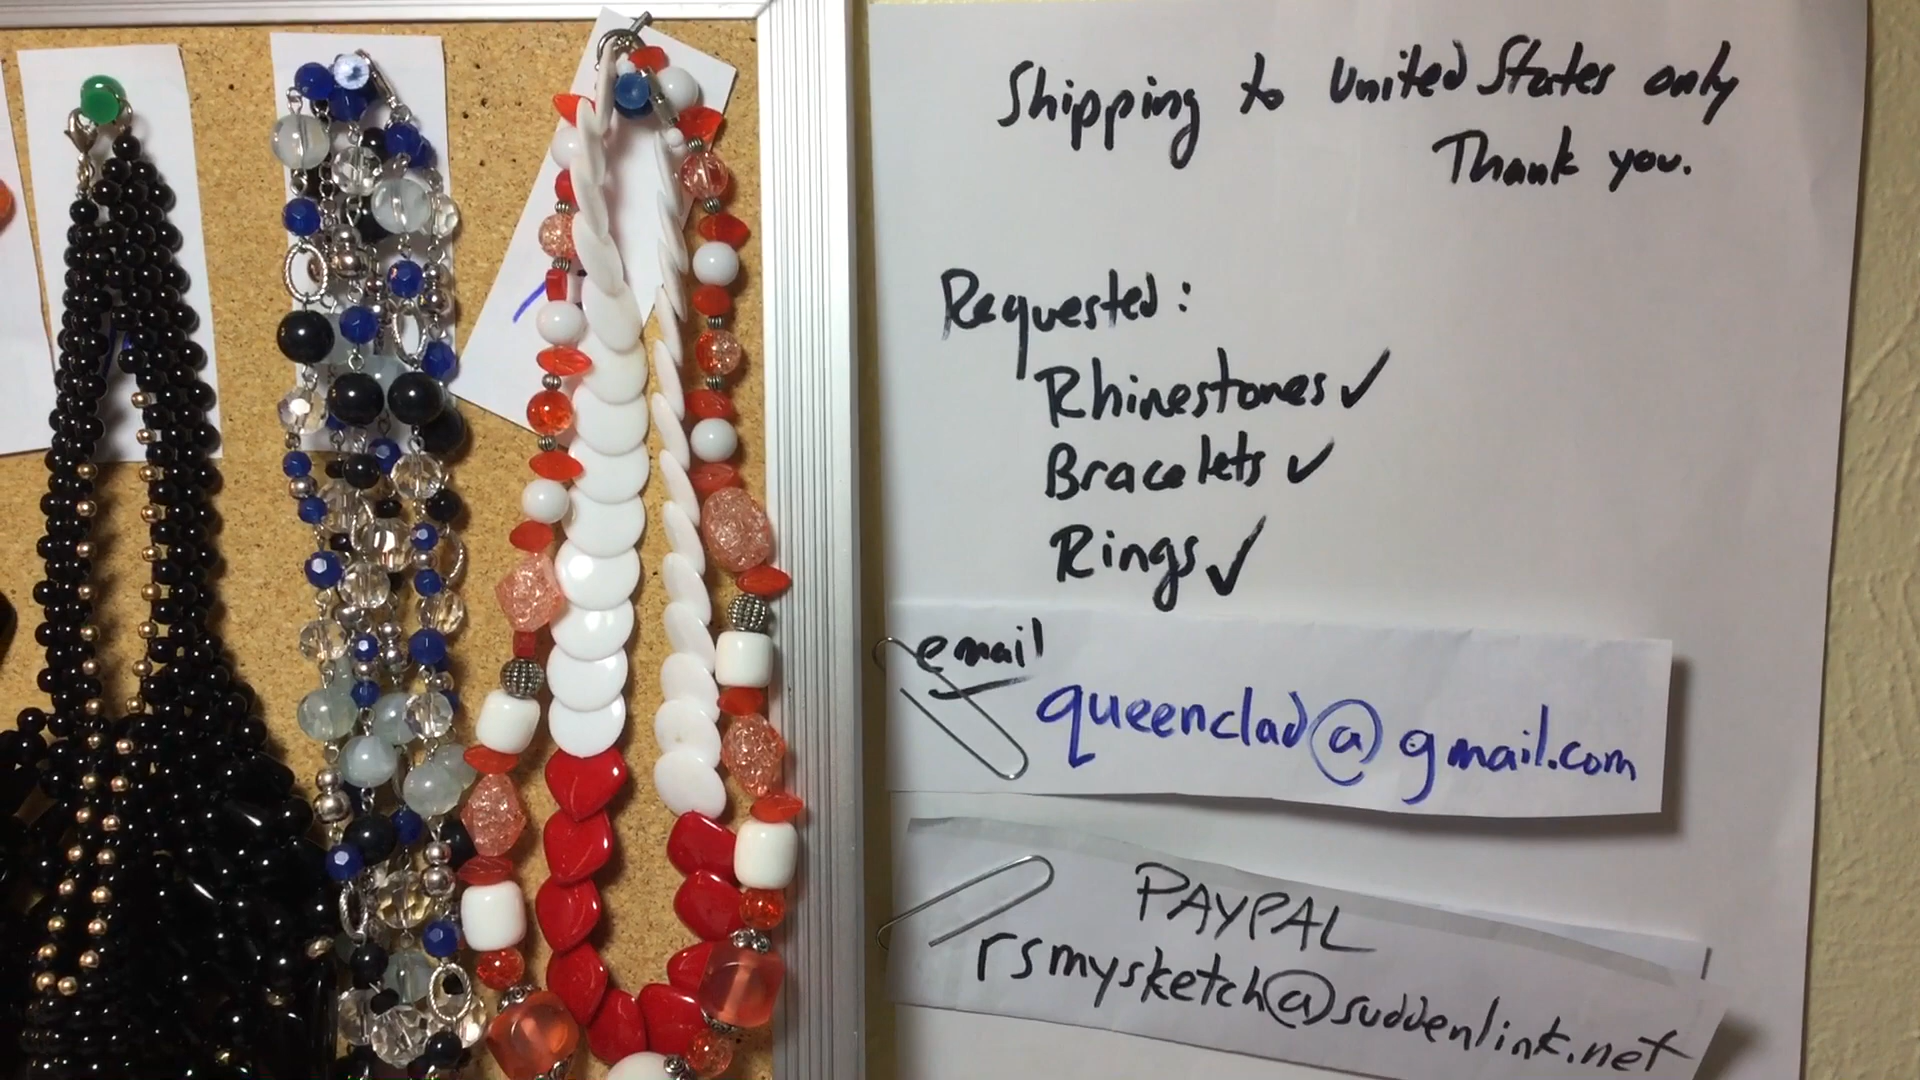 Shipping to United States only
Thank you.
Requested:
Rhinestones ✓
Bracelets ✓
Rings ✓
email
queenclad@gmail.com
PAYPAL
rsmysketch@suddenlink.net